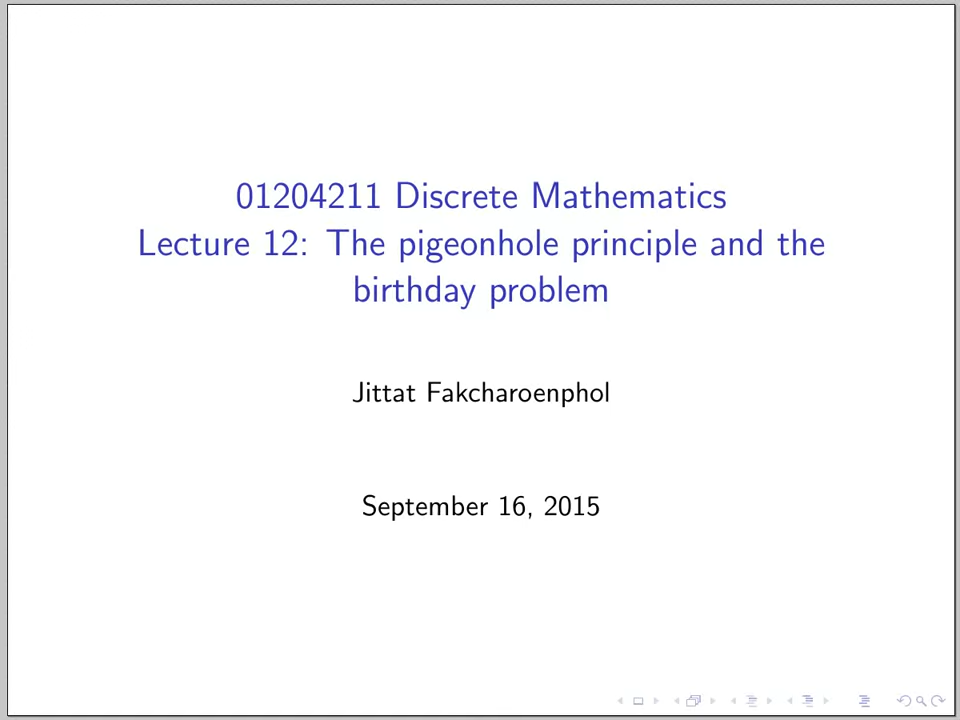 01204211 Discrete Mathematics
Lecture 12: The pigeonhole principle and the
birthday problem
Jittat Fakcharoenphol
September 16, 2015